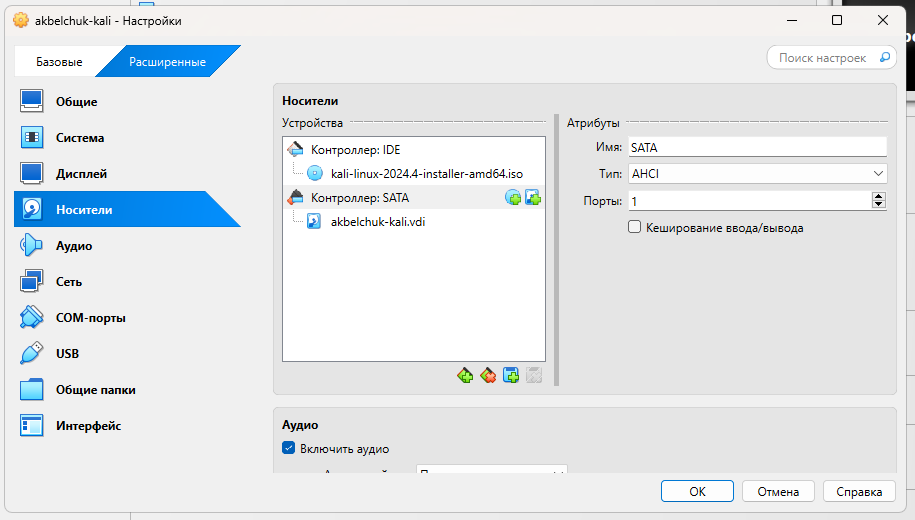 akbelchuk-kali - Настройки
Базовые
Расширенные
Поиск настроек
Общие
Система
Дисплей
Носители
Аудио
Сеть
COM-порты
USB
Общие папки
Интерфейс
Носители
Устройства
Контроллер: IDE
kali-linux-2024.4-installer-amd64.iso
Контроллер: SATA
akbelchuk-kali.vdi
Атрибуты
Имя: SATA
Тип: AHCI
Порты: 1
Кеширование ввода/вывода
Аудио
Включить аудио
OK
Отмена
Справка